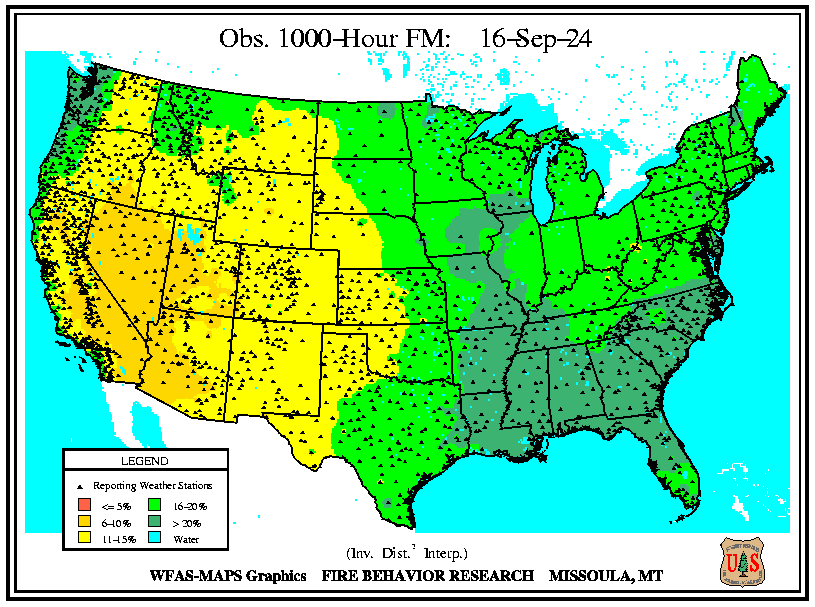 Obs. 1000-Hour FM: 16-Sep-24
LEGEND
Reporting Weather Stations
<= 5% 16-20%
6-10% > 20%
11-15% Water
(Inv. Dist.² Interp.)
WFAS-MAPS Graphics FIRE BEHAVIOR RESEARCH MISSOULA, MT
U S